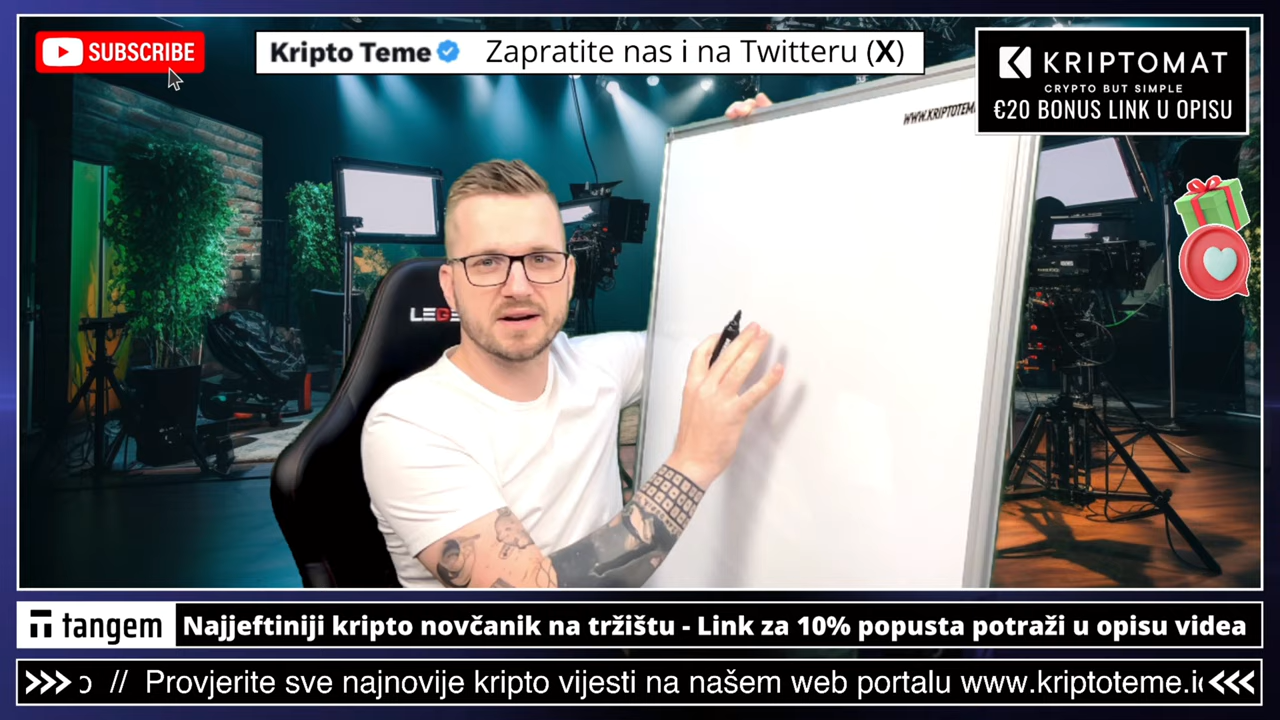 SUBSCRIBE
Kripto Teme Zapratite nas i na Twitteru (X)
KRIPTOMAT
CRYPTO BUT SIMPLE
€20 BONUS LINK U OPISU
WWW.KRIPTOTEM
LEGE
tangem Najjeftiniji kripto novčanik na tržištu - Link za 10% popusta potraži u opisu videa
// Provjerite sve najnovije kripto vijesti na našem web portalu www.kriptoteme.i